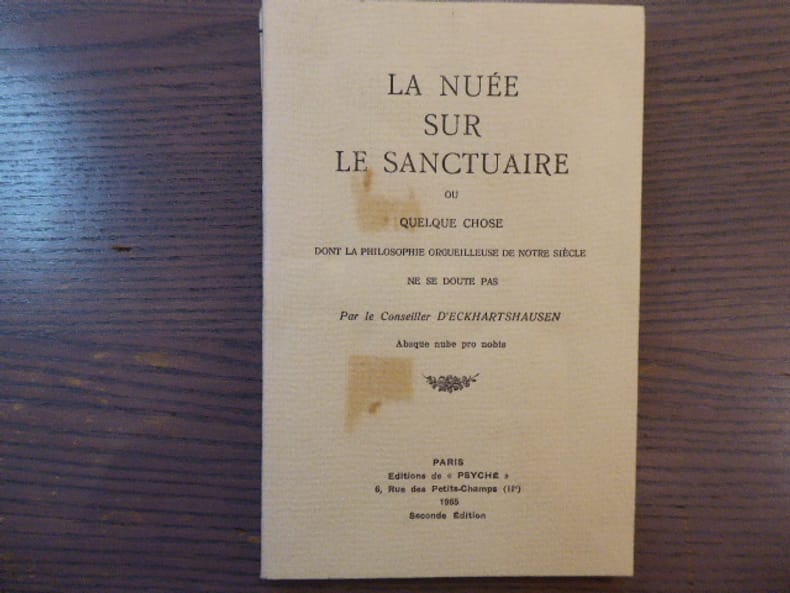 LA NUÉE
SUR
LE SANCTUAIRE
OU
QUELQUE CHOSE
DONT LA PHILOSOPHIE ORGUEILLEUSE DE NOTRE SIÈCLE
NE SE DOUTE PAS
Par le Conseiller D'ECKHARTSHAUSEN
Absque nube pro nobis
PARIS
Editions de « PSYCHÉ »
6, Rue des Petits-Champs (IIe)
1965
Seconde Édition